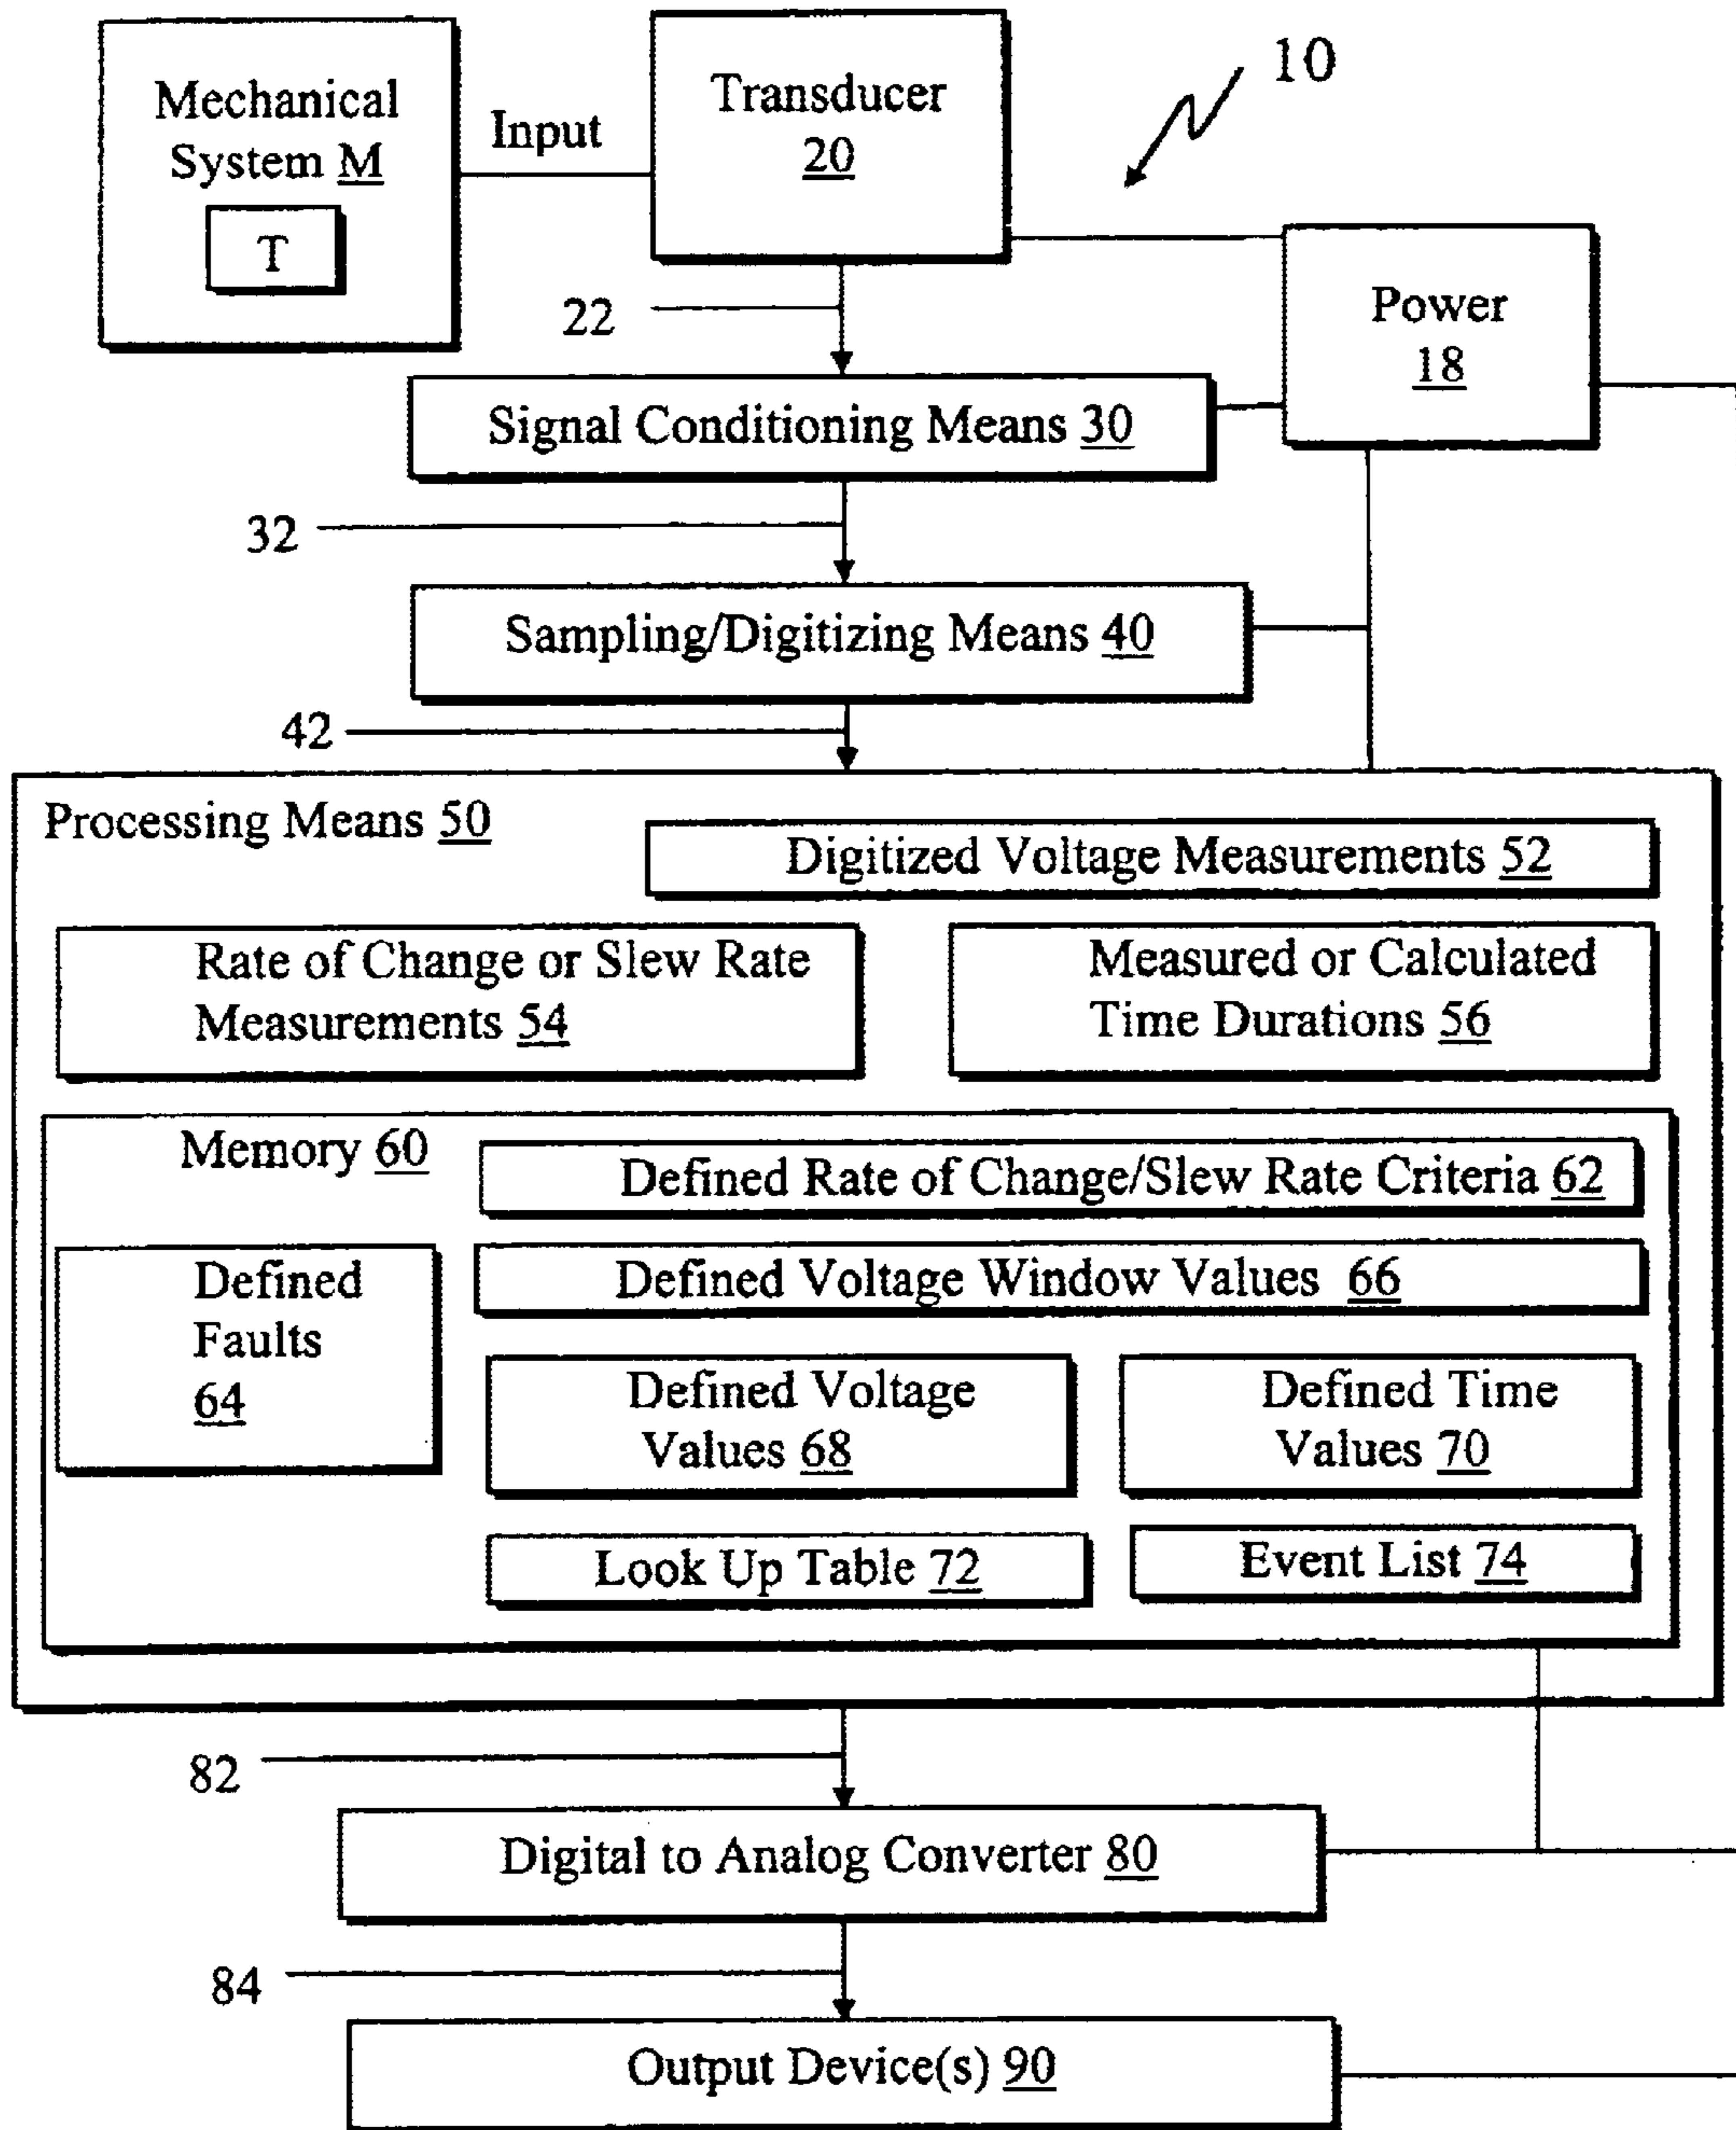 Mechanical
System M
T
Input
Transducer
20
10
Power
18
22
Signal Conditioning Means 30
32
Sampling/Digitizing Means 40
42
Processing Means 50
Digitized Voltage Measurements 52
Rate of Change or Slew Rate
Measurements 54
Measured or Calculated
Time Durations 56
Memory 60
Defined Rate of Change/Slew Rate Criteria 62
Defined
Faults
64
Defined Voltage Window Values 66
Defined Voltage
Values 68
Defined Time
Values 70
Look Up Table 72
Event List 74
82
Digital to Analog Converter 80
84
Output Device(s) 90